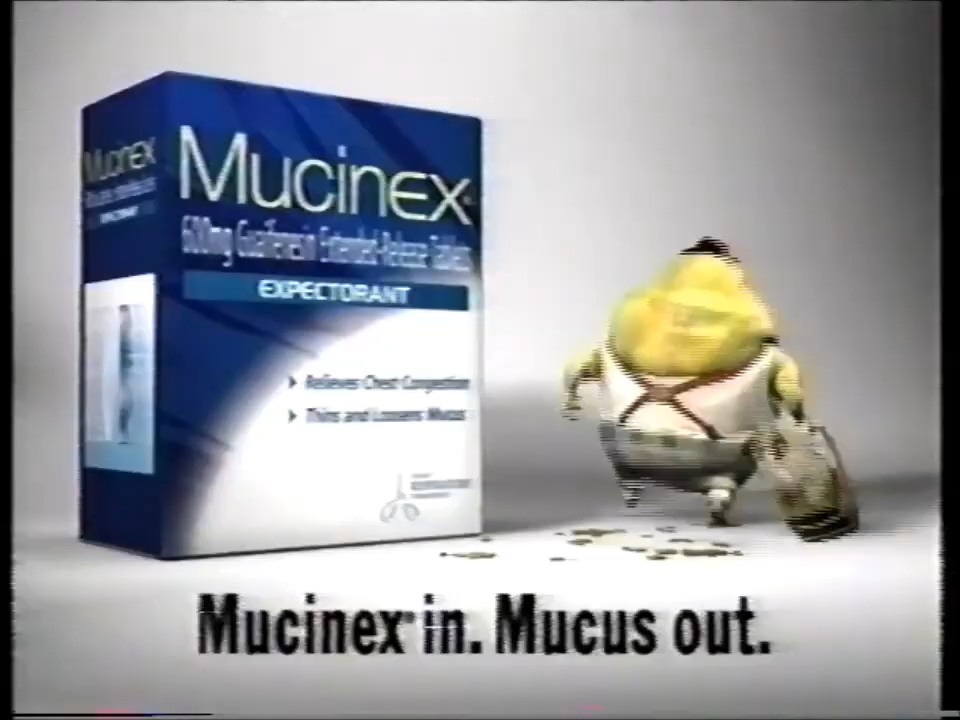 Mucinex
EXPECTORANT
Mucinex®
600mg Guaifenesin Extended-Release Tablets
EXPECTORANT
Relieves Chest Congestion
Thins and Loosens Mucus
Mucinex® in. Mucus out.